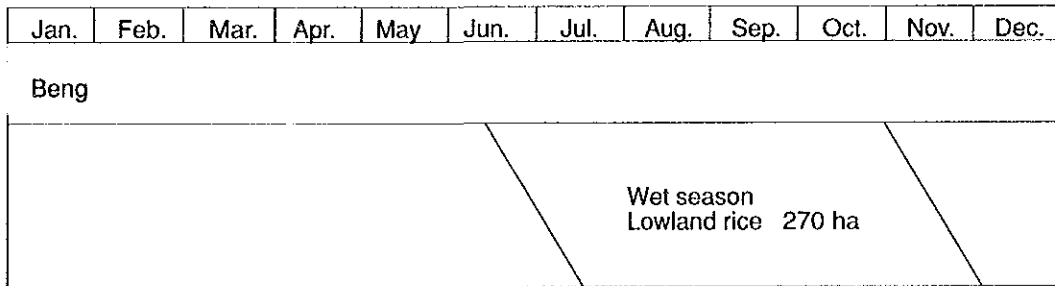 Jan. Feb. Mar. Apr. May Jun. Jul. Aug. Sep. Oct. Nov. Dec.
Beng
Wet season
Lowland rice 270 ha